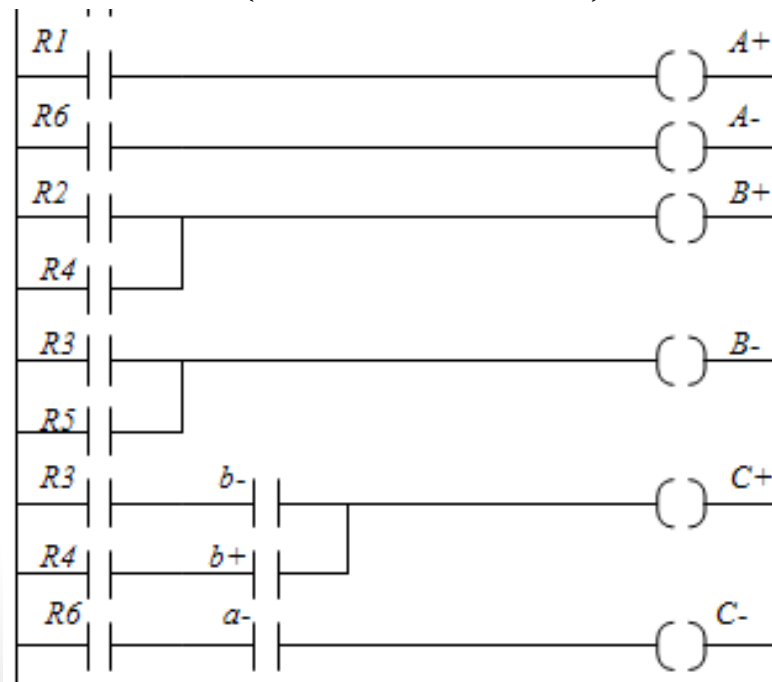 R1 A+
R6 A-
R2 B+
R4
R3 B-
R5
R3 b- C+
R4 b+
R6 a- C-